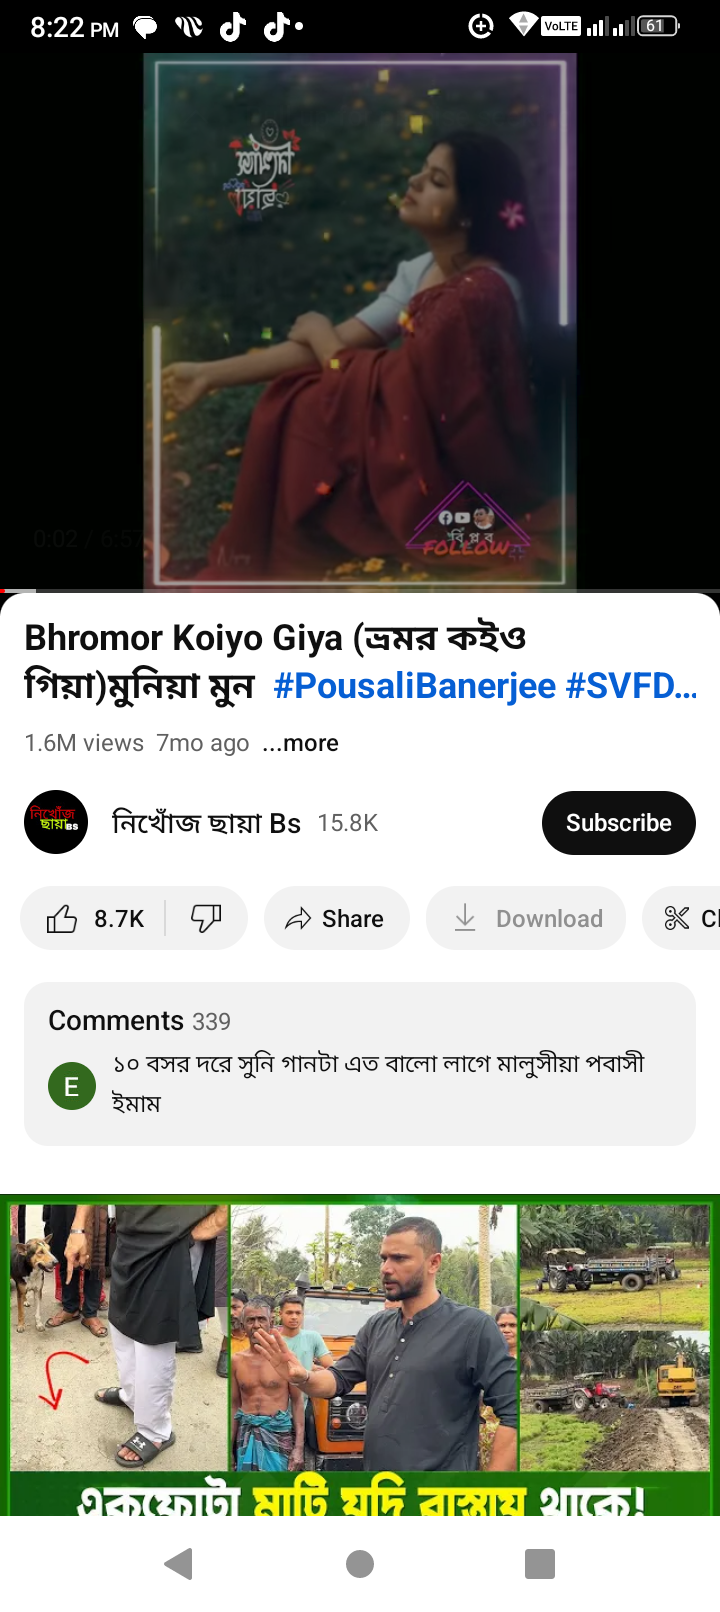 8:22 PM
VoLTE
61
0:02 / 6:57
বিপ্লব
FOLLOW
Bhromor Koiyo Giya (ভ্রমর কইও
গিয়া)মুনিয়া মুন #PousaliBanerjee #SVFD...
1.6M views 7mo ago ...more
নিখোঁজ
ছায়া BS
নিখোঁজ ছায়া Bs 15.8K
Subscribe
8.7K
Share
Download
Comments 339
E
১০ বসর দরে সুনি গানটা এত বালো লাগে মালুসীয়া পবাসী
ইমাম
একফোটা মাটি যদি রাস্তায় থাকে!